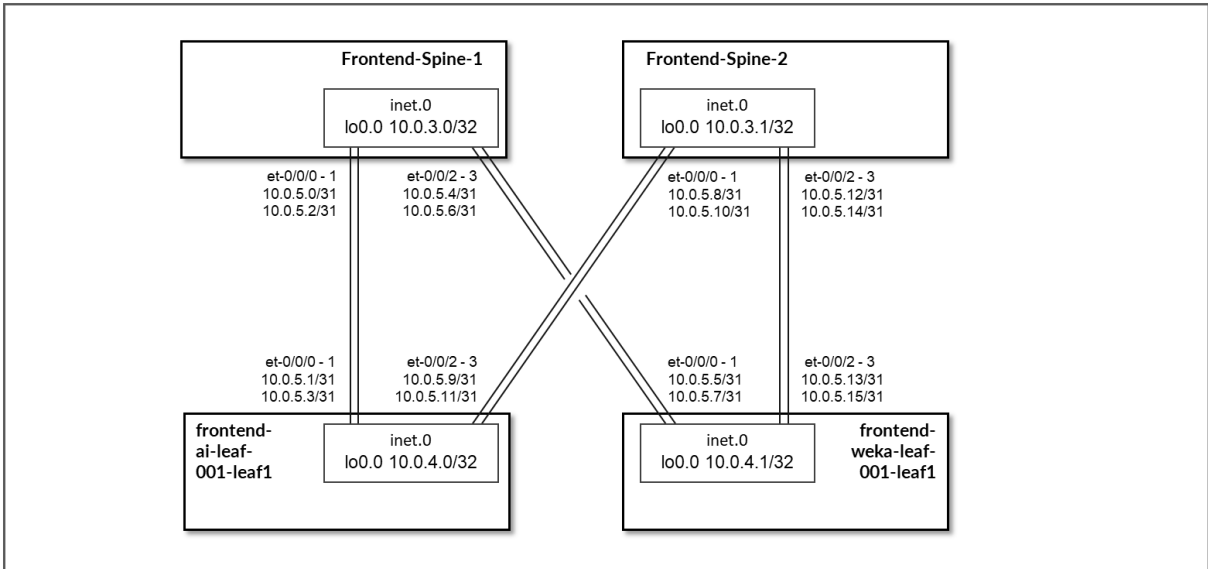 Frontend-Spine-1
inet.0
lo0.0 10.0.3.0/32
Frontend-Spine-2
inet.0
lo0.0 10.0.3.1/32
et-0/0/0 - 1
10.0.5.0/31
10.0.5.2/31
et-0/0/2 - 3
10.0.5.4/31
10.0.5.6/31
et-0/0/0 - 1
10.0.5.8/31
10.0.5.10/31
et-0/0/2 - 3
10.0.5.12/31
10.0.5.14/31
et-0/0/0 - 1
10.0.5.1/31
10.0.5.3/31
et-0/0/2 - 3
10.0.5.9/31
10.0.5.11/31
et-0/0/0 - 1
10.0.5.5/31
10.0.5.7/31
et-0/0/2 - 3
10.0.5.13/31
10.0.5.15/31
frontend-
ai-leaf-
001-leaf1
inet.0
lo0.0 10.0.4.0/32
inet.0
lo0.0 10.0.4.1/32
frontend-
weka-leaf-
001-leaf1